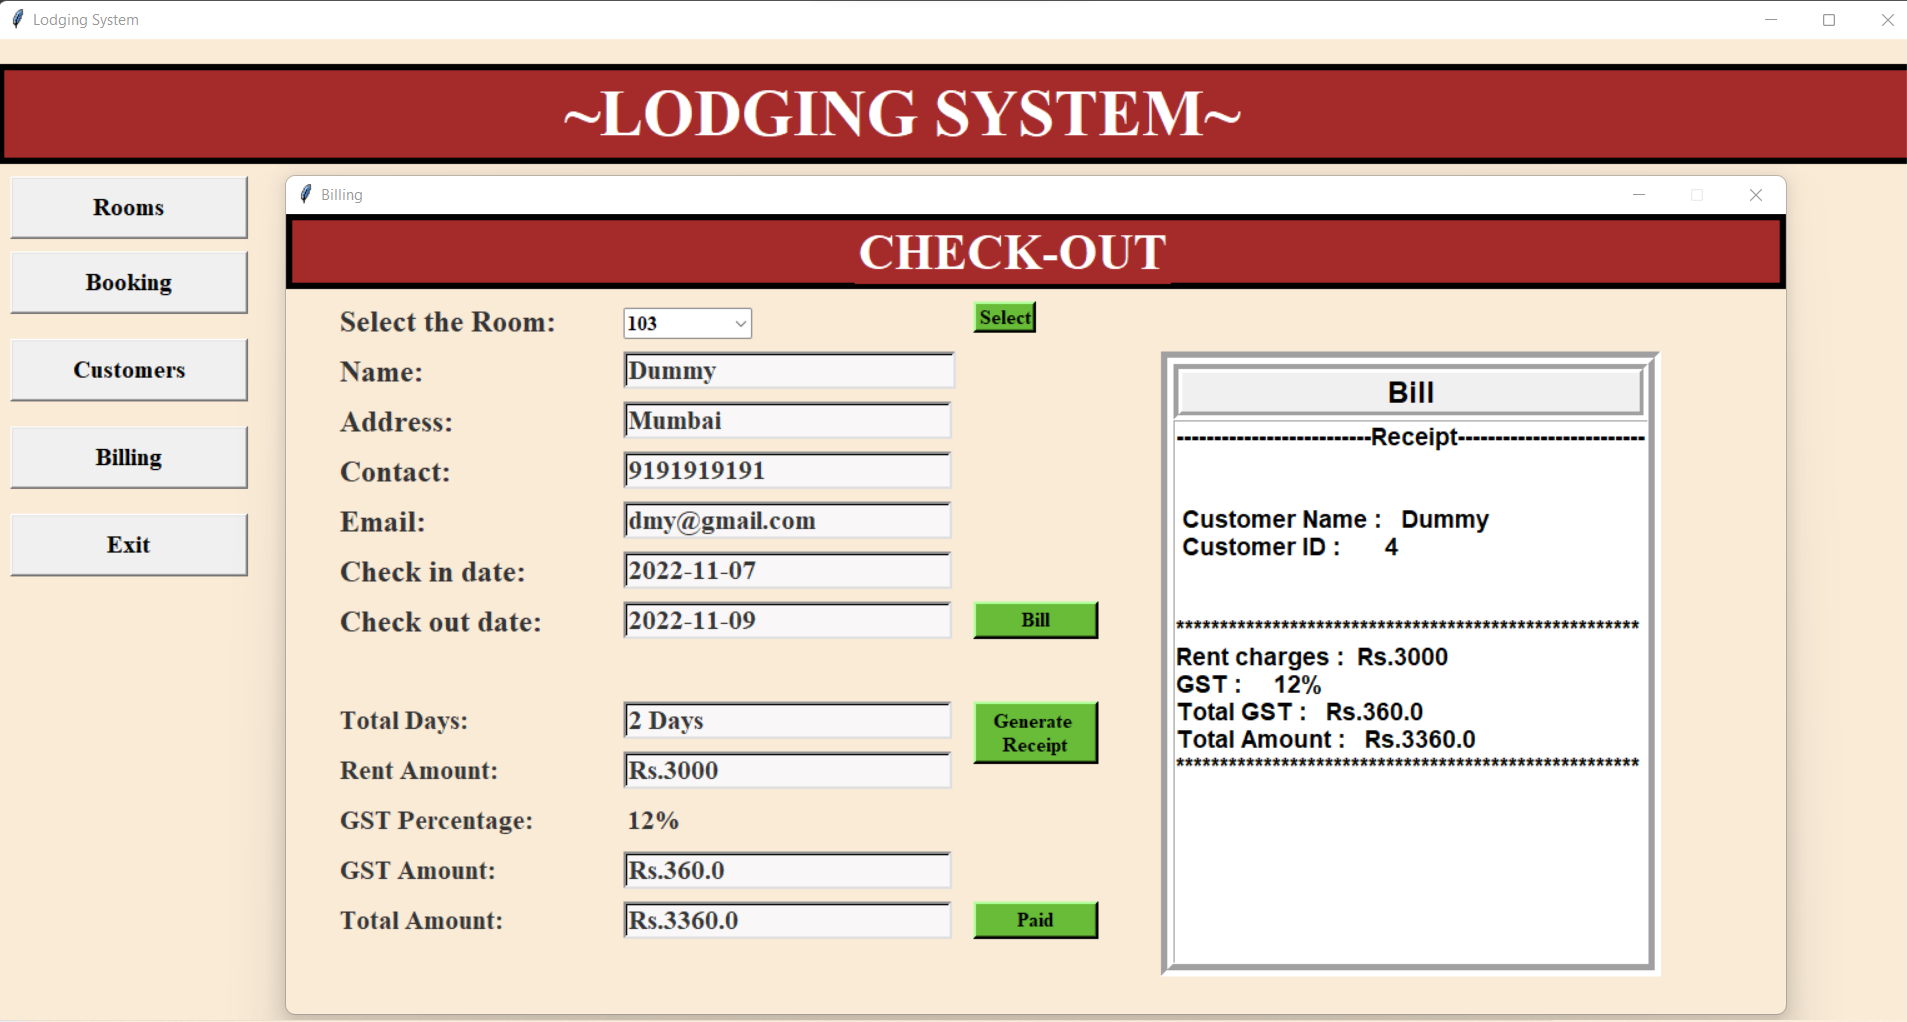 Lodging System
~LODGING SYSTEM~
Rooms
Booking
Customers
Billing
Exit
Billing
CHECK-OUT
Select the Room: 103 Select
Name: Dummy
Address: Mumbai
Contact: 9191919191
Email: dmy@gmail.com
Check in date: 2022-11-07
Check out date: 2022-11-09 Bill
Total Days: 2 Days Generate
Receipt
Rent Amount: Rs.3000
GST Percentage: 12%
GST Amount: Rs.360.0
Total Amount: Rs.3360.0 Paid
Bill
--------------------------Receipt-------------------------
Customer Name : Dummy
Customer ID : 4
*****************************************************
Rent charges : Rs.3000
GST : 12%
Total GST : Rs.360.0
Total Amount : Rs.3360.0
*****************************************************